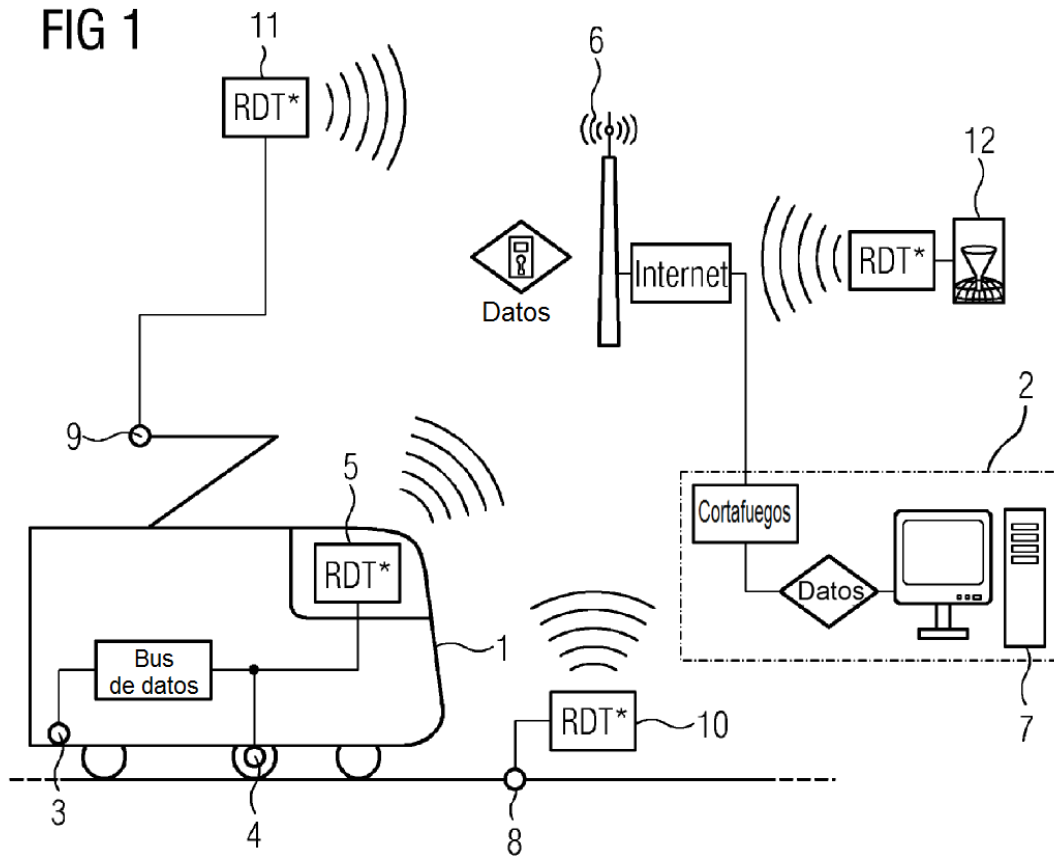 FIG 1
11
RDT*
6
12
Internet
RDT*
Datos
9
2
5
RDT*
Cortafuegos
Datos
Bus
de datos
1
RDT*
10
7
3
4
8